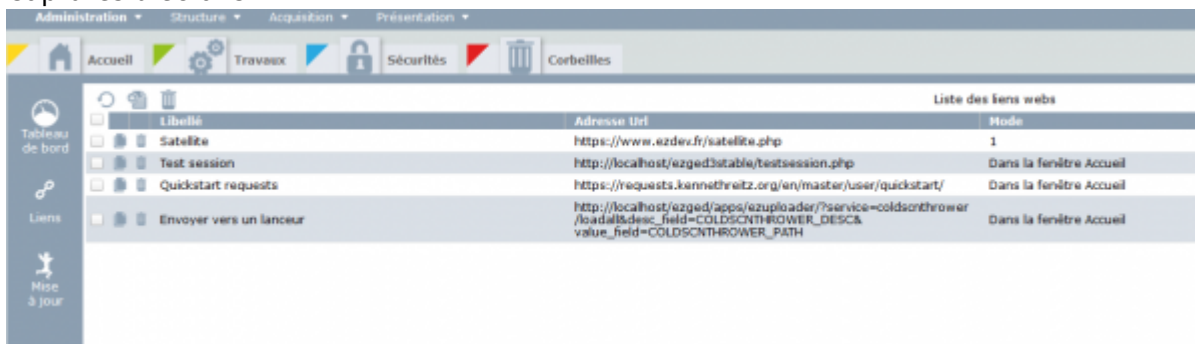 Administration Structure Acquisition Présentation
Accueil Travaux Sécurités Corbeilles
Liste des liens webs
Tableau
de bord
Liens
Mise
à jour
Libellé Adresse Url Mode
Satellite https://www.ezdev.fr/satellite.php 1
Test session http://localhost/ezged3stable/testsession.php Dans la fenêtre Accueil
Quickstart requests https://requests.kennethreitz.org/en/master/user/quickstart/ Dans la fenêtre Accueil
Envoyer vers un lanceur http://localhost/ezged/apps/ezuploader/?service=coldscnthrower
/loadall&desc_field=COLDSCNTHROWER_DESC& Dans la fenêtre Accueil
value_field=COLDSCNTHROWER_PATH